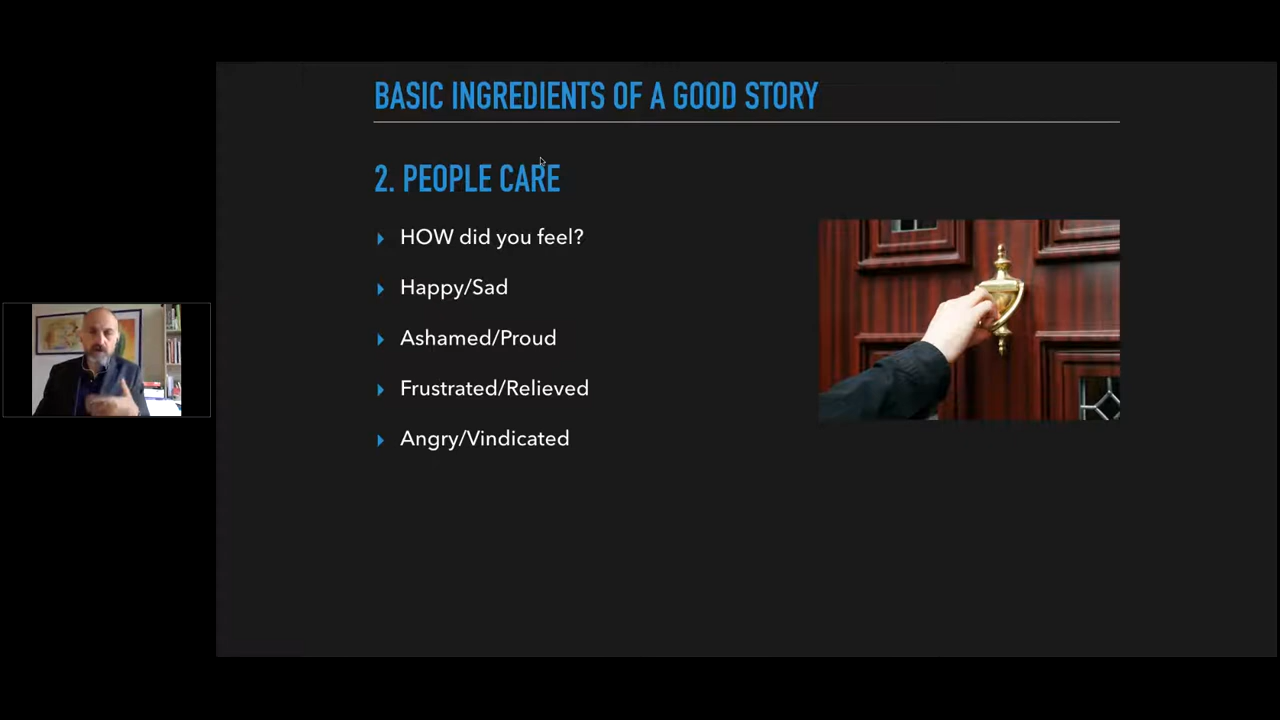 BASIC INGREDIENTS OF A GOOD STORY
2. PEOPLE CARE
HOW did you feel?
Happy/Sad
Ashamed/Proud
Frustrated/Relieved
Angry/Vindicated